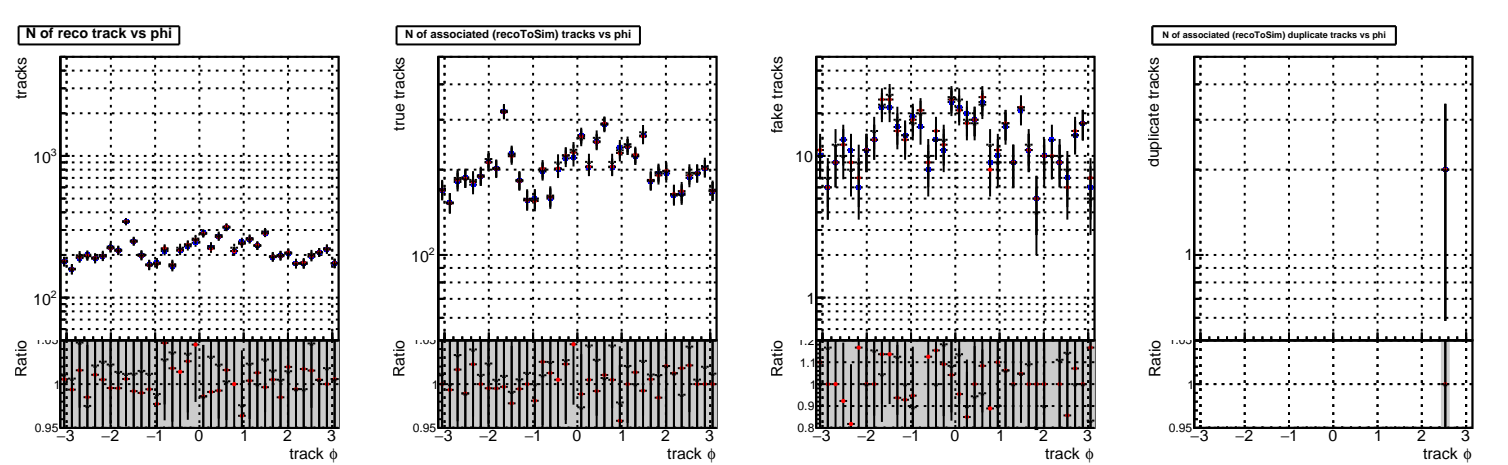 N of reco track vs phi
tracks
10³
10²
Ratio
1
0.95
−3 −2 −1 0 1 2 3
track ϕ
N of associated (recoToSim) tracks vs phi
true tracks
10²
Ratio
1
0.95
−3 −2 −1 0 1 2 3
track ϕ
fake tracks
10
1
Ratio
1.2
1.1
1
0.9
0.8
−3 −2 −1 0 1 2 3
track ϕ
N of associated (recoToSim) duplicate tracks vs phi
duplicate tracks
1
Ratio
1
0.95
−3 −2 −1 0 1 2 3
track ϕ